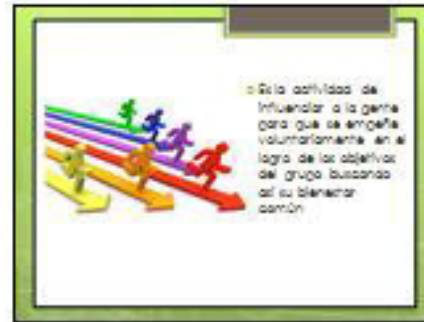 Es la actividad de
influenciar a la gente
para que se empeñe
voluntariamente en el
logro de los objetivos
del grupo buscando
así su bienestar
común